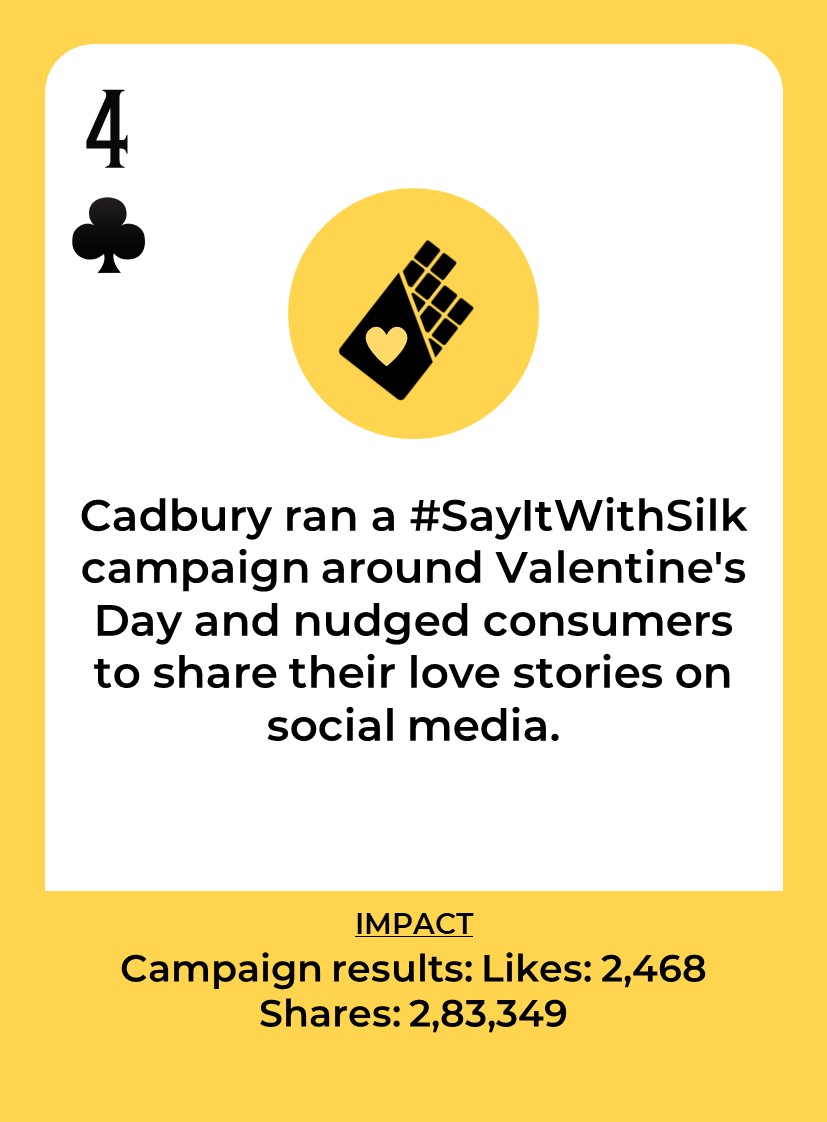 4
Cadbury ran a #SayItWithSilk
campaign around Valentine's
Day and nudged consumers
to share their love stories on
social media.
IMPACT
Campaign results: Likes: 2,468
Shares: 2,83,349